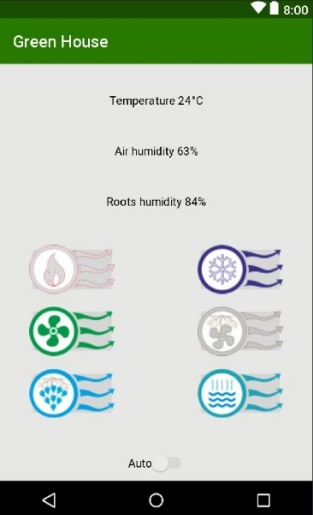 8:00
Green House
Temperature 24°C
Air humidity 63%
Roots humidity 84%
Auto